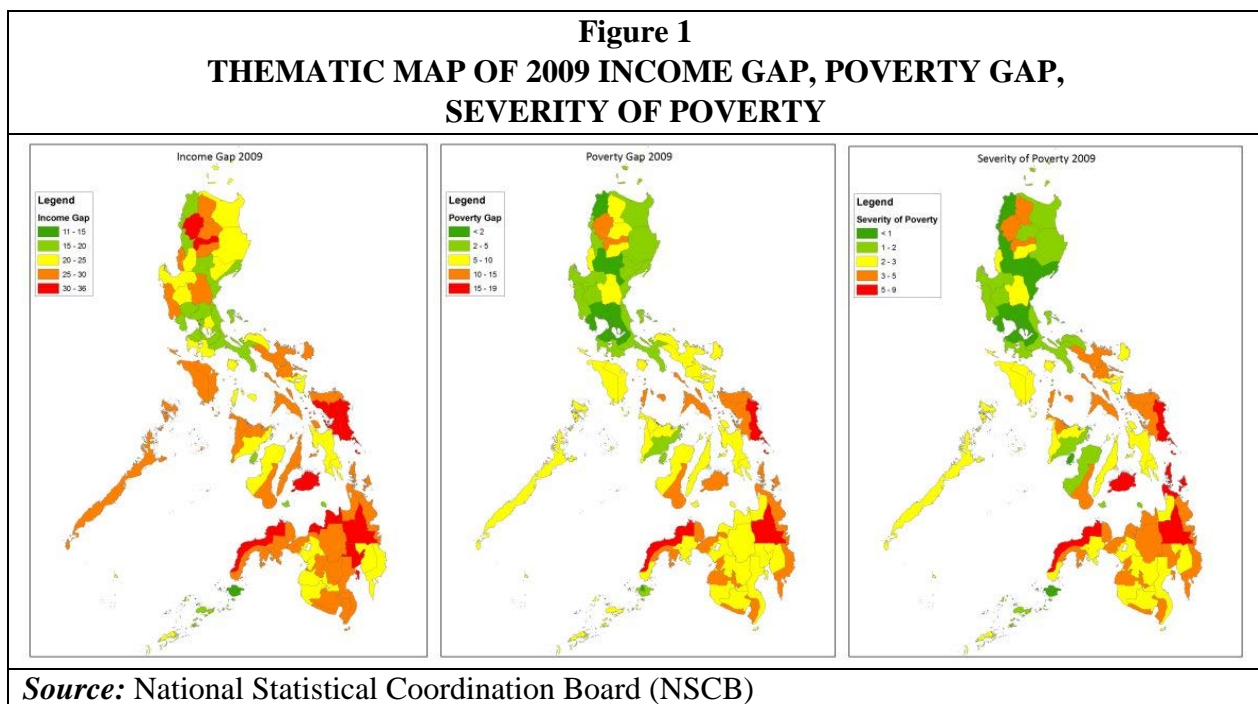 Figure 1
THEMATIC MAP OF 2009 INCOME GAP, POVERTY GAP,
SEVERITY OF POVERTY
Income Gap 2009
Legend
Income Gap
11 - 15
15 - 20
20 - 25
25 - 30
30 - 36
Poverty Gap 2009
Legend
Poverty Gap
< 2
2 - 5
5 - 10
10 - 15
15 - 19
Severity of Poverty 2009
Legend
Severity of Poverty
< 1
1 - 2
2 - 3
3 - 5
5 - 9
Source: National Statistical Coordination Board (NSCB)